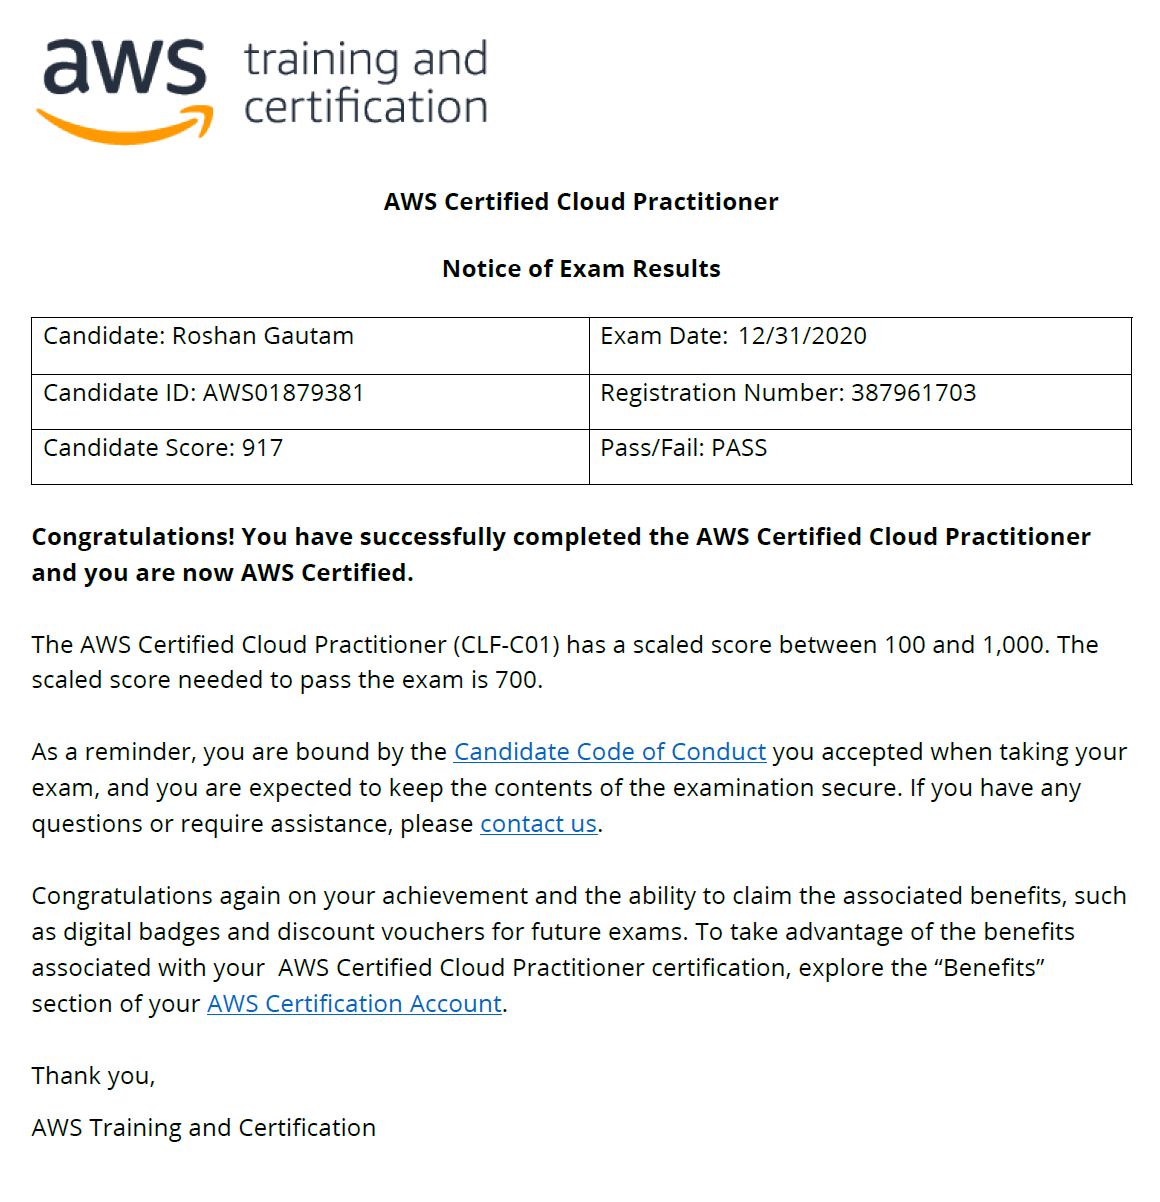 aws training and
certification
AWS Certified Cloud Practitioner
Notice of Exam Results
Candidate: Roshan Gautam
Exam Date: 12/31/2020
Candidate ID: AWS01879381
Registration Number: 387961703
Candidate Score: 917
Pass/Fail: PASS
Congratulations! You have successfully completed the AWS Certified Cloud Practitioner
and you are now AWS Certified.
The AWS Certified Cloud Practitioner (CLF-C01) has a scaled score between 100 and 1,000. The
scaled score needed to pass the exam is 700.
As a reminder, you are bound by the Candidate Code of Conduct you accepted when taking your
exam, and you are expected to keep the contents of the examination secure. If you have any
questions or require assistance, please contact us.
Congratulations again on your achievement and the ability to claim the associated benefits, such
as digital badges and discount vouchers for future exams. To take advantage of the benefits
associated with your  AWS Certified Cloud Practitioner certification, explore the “Benefits”
section of your AWS Certification Account.
Thank you,
AWS Training and Certification